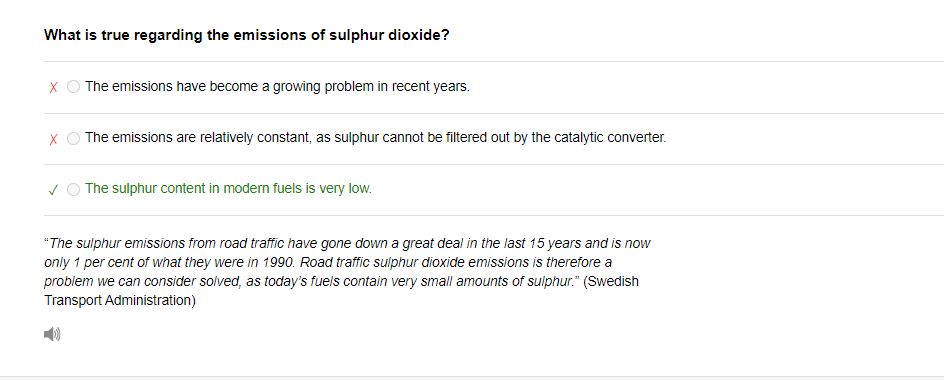 What is true regarding the emissions of sulphur dioxide?
The emissions have become a growing problem in recent years.
The emissions are relatively constant, as sulphur cannot be filtered out by the catalytic converter.
The sulphur content in modern fuels is very low.
“The sulphur emissions from road traffic have gone down a great deal in the last 15 years and is now
only 1 per cent of what they were in 1990. Road traffic sulphur dioxide emissions is therefore a
problem we can consider solved, as today’s fuels contain very small amounts of sulphur.” (Swedish
Transport Administration)